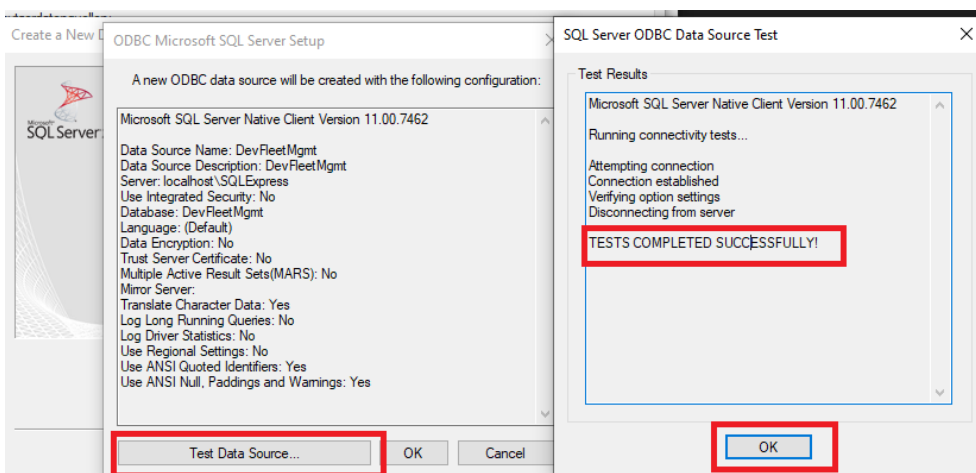 Create a New D
Microsoft
SQL Server
ODBC Microsoft SQL Server Setup
A new ODBC data source will be created with the following configuration:
Microsoft SQL Server Native Client Version 11.00.7462
Data Source Name: DevFleetMgmt
Data Source Description: DevFleetMgmt
Server: localhost\SQLExpress
Use Integrated Security: No
Database: DevFleetMgmt
Language: (Default)
Data Encryption: No
Trust Server Certificate: No
Multiple Active Result Sets(MARS): No
Mirror Server:
Translate Character Data: Yes
Log Long Running Queries: No
Log Driver Statistics: No
Use Regional Settings: No
Use ANSI Quoted Identifiers: Yes
Use ANSI Null, Paddings and Warnings: Yes
Test Data Source...
OK
Cancel
SQL Server ODBC Data Source Test
Test Results
Microsoft SQL Server Native Client Version 11.00.7462
Running connectivity tests...
Attempting connection
Connection established
Verifying option settings
Disconnecting from server
TESTS COMPLETED SUCCESSFULLY!
OK